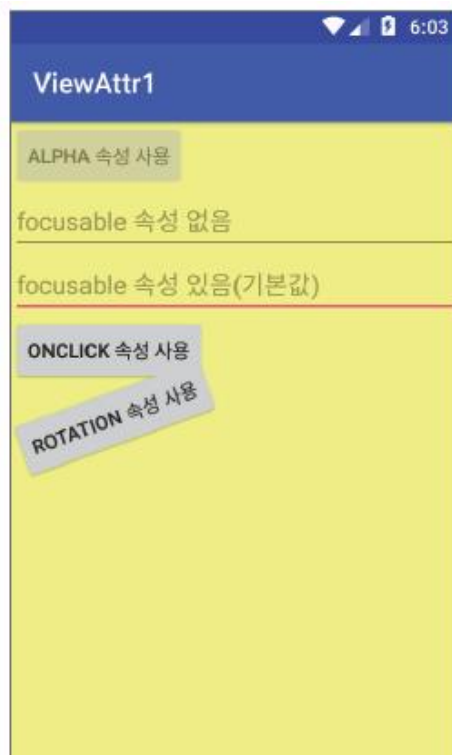 6:03
ViewAttr1
ALPHA 속성 사용
focusable 속성 없음
focusable 속성 있음(기본값)
ONCLICK 속성 사용
ROTATION 속성 사용